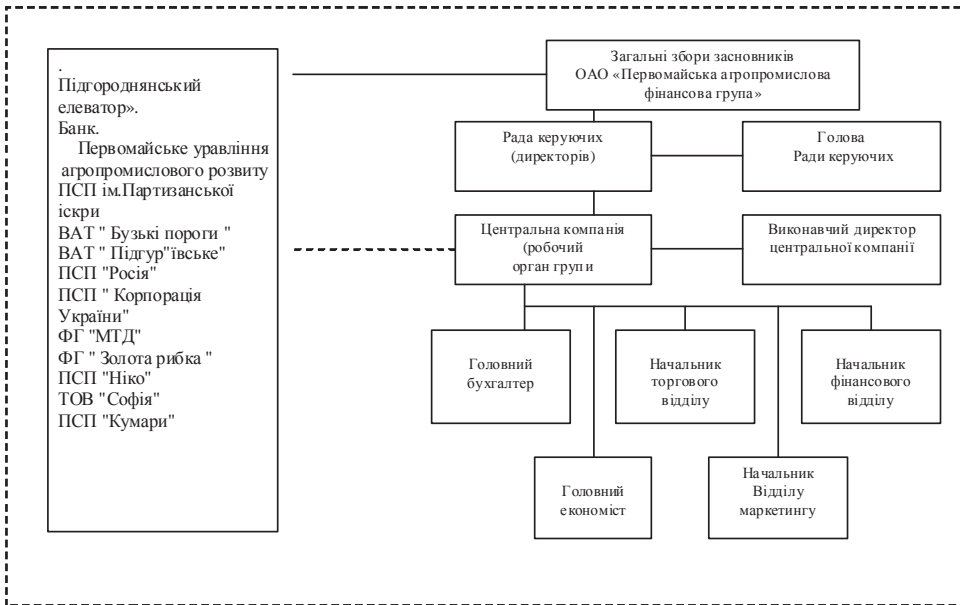 .
Підгороднянський
елеватор».
Банк.
Первомайське уравління
агропромислового розвиту
ПСП ім.Партизанської
іскри
ВАТ " Бузькі пороги "
ВАТ " Підгур"ївське"
ПСП "Росія"
ПСП " Корпорація
України"
ФГ "МТД"
ФГ " Золота рибка "
ПСП "Ніко"
ТОВ "Софія"
ПСП "Кумари"
Загальні збори засновників
ОАО «Первомайська агропромислова
фінансова група»
Рада керуючих
(директорів)
Голова
Ради керуючих
Центральна компанія
(робочий
орган групи
Виконавчий директор
центральної компанії
Головний
бухгалтер
Начальник
торгового
відділу
Начальник
фінансового
відділу
Головний
економіст
Начальник
Відділу
маркетингу